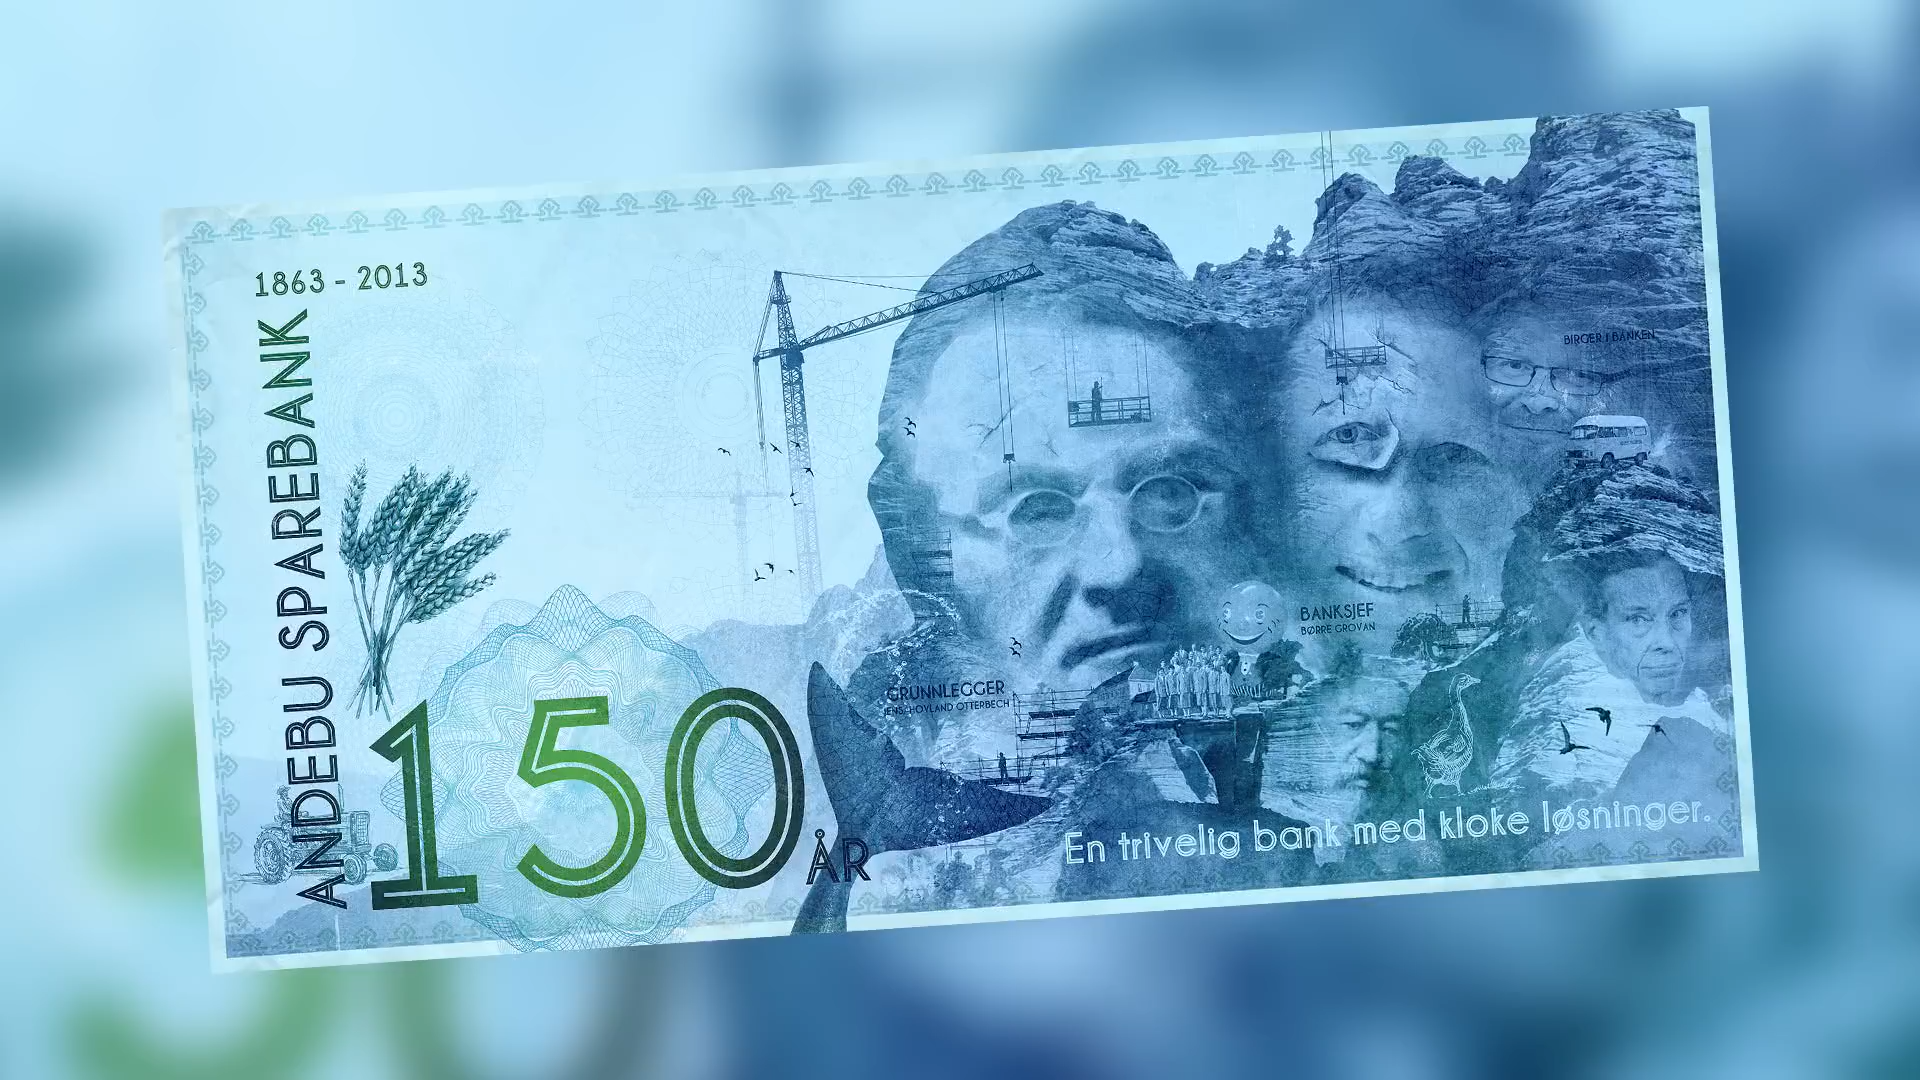 1863 - 2013
ANDEBU SPAREBANK
150
ÅR
GRUNNLEGGER
JENS HOVLAND OTTERBECH
BANKSJEF
BØRRE GROVAN
BIRGER I BANKEN
En trivelig bank med kloke løsninger.